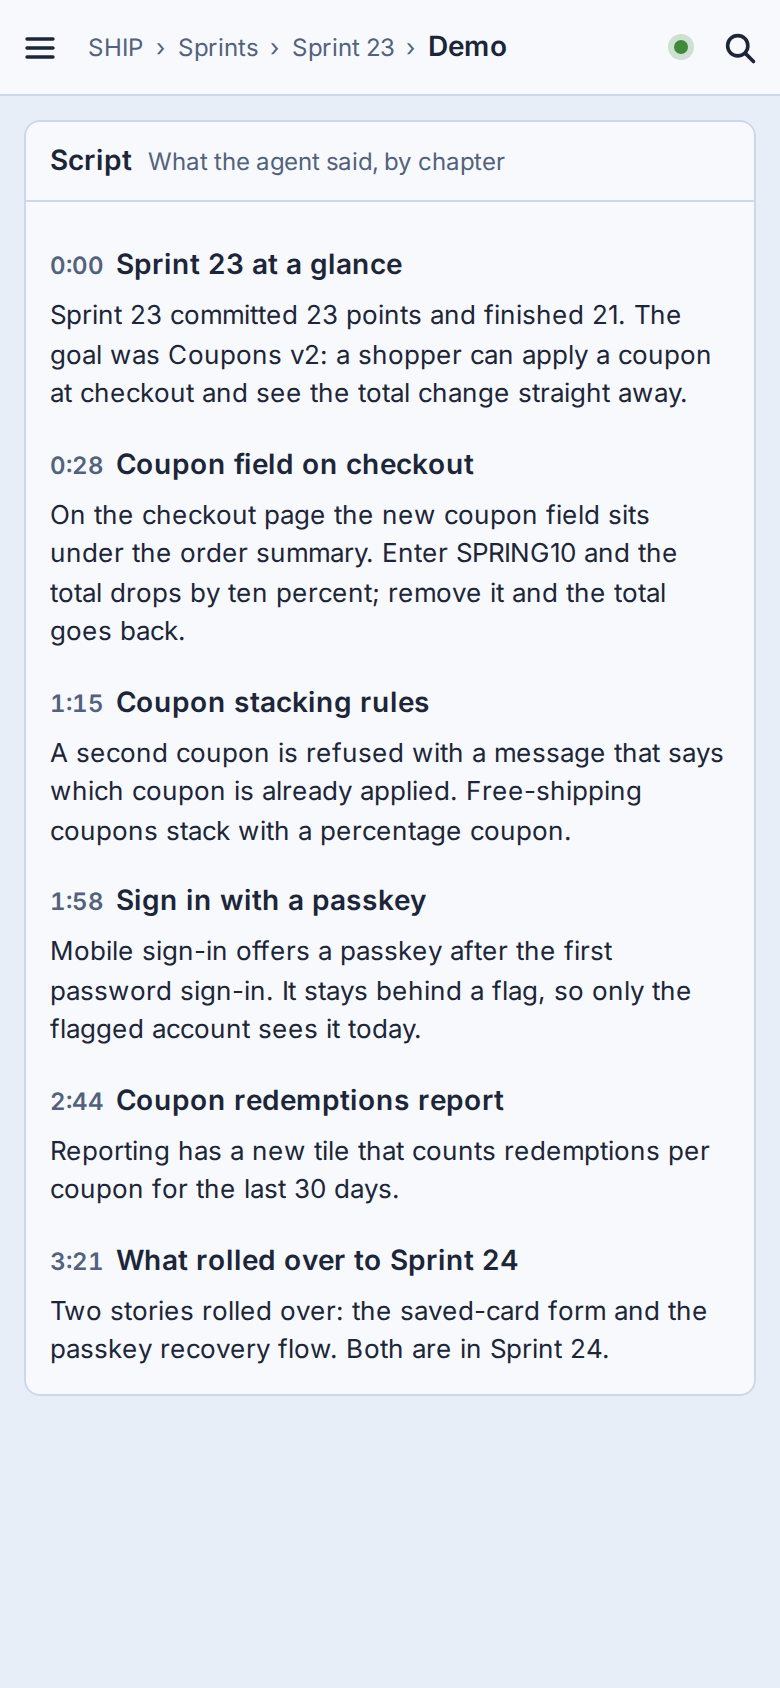 SHIP › Sprints › Sprint 23 › Demo
Script What the agent said, by chapter
0:00 Sprint 23 at a glance
Sprint 23 committed 23 points and finished 21. The
goal was Coupons v2: a shopper can apply a coupon
at checkout and see the total change straight away.
0:28 Coupon field on checkout
On the checkout page the new coupon field sits
under the order summary. Enter SPRING10 and the
total drops by ten percent; remove it and the total
goes back.
1:15 Coupon stacking rules
A second coupon is refused with a message that says
which coupon is already applied. Free-shipping
coupons stack with a percentage coupon.
1:58 Sign in with a passkey
Mobile sign-in offers a passkey after the first
password sign-in. It stays behind a flag, so only the
flagged account sees it today.
2:44 Coupon redemptions report
Reporting has a new tile that counts redemptions per
coupon for the last 30 days.
3:21 What rolled over to Sprint 24
Two stories rolled over: the saved-card form and the
passkey recovery flow. Both are in Sprint 24.